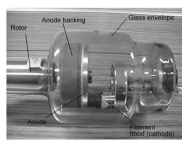 Anode backing
Glass envelope
Rotor
Anode
Filament
hood (cathode)